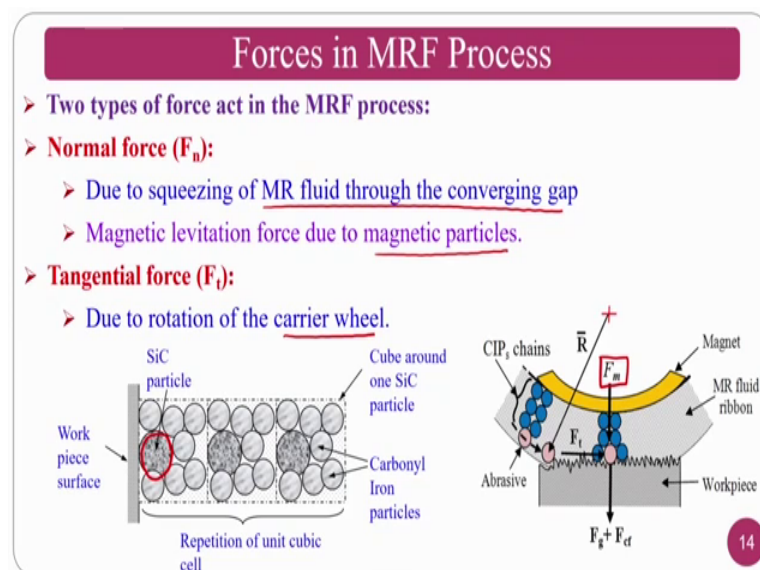 Forces in MRF Process
➢ Two types of force act in the MRF process:
➢ Normal force (Fn):
➢ Due to squeezing of MR fluid through the converging gap
➢ Magnetic levitation force due to magnetic particles.
➢ Tangential force (Ft):
➢ Due to rotation of the carrier wheel.
SiC
particle
Work
piece
surface
Cube around
one SiC
particle
Carbonyl
Iron
particles
Repetition of unit cubic
cell
CIPs chains
R̅
Fm
Magnet
MR fluid
ribbon
Ft
Abrasive
Workpiece
Fg+ Fcf
14